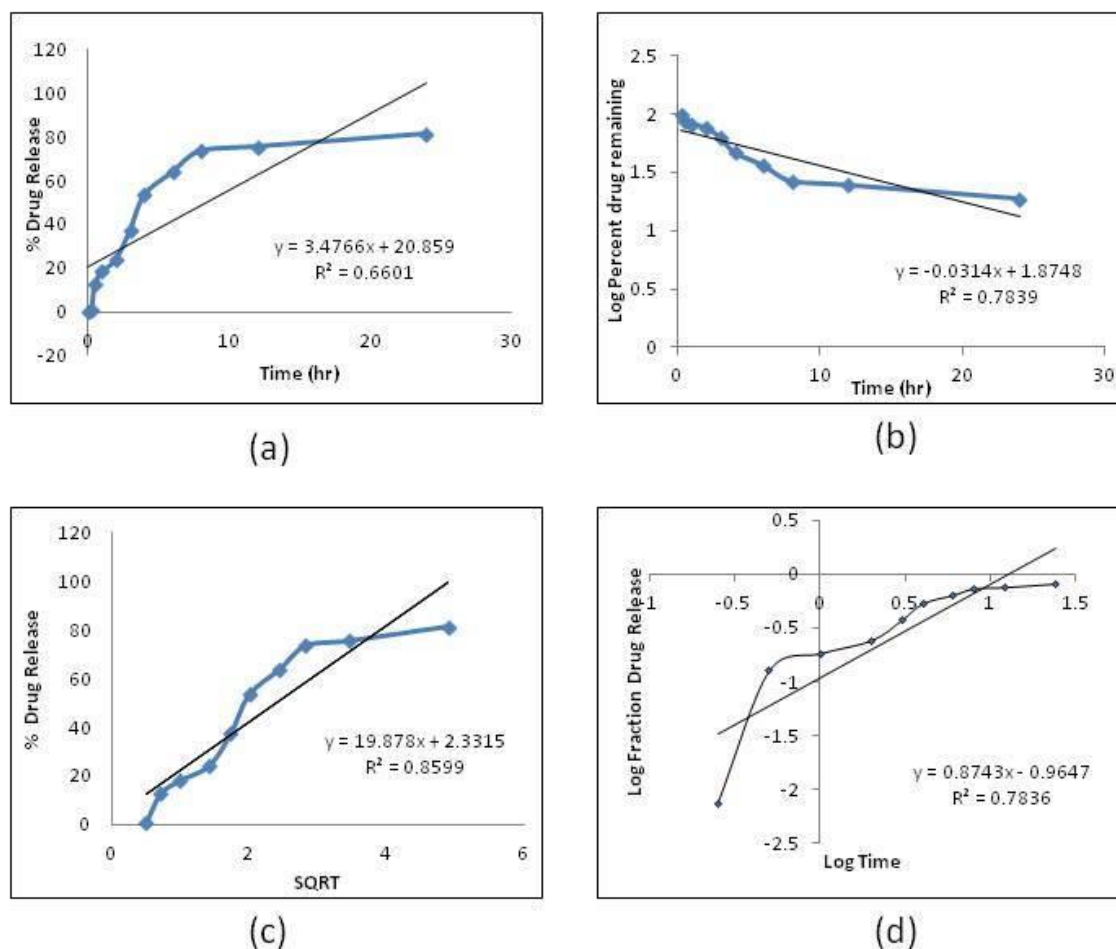 120
100
80
60
40
20
0
-20
% Drug Release
y = 3.4766x + 20.859
R² = 0.6601
0
10
20
30
Time (hr)
(a)
2.5
2
1.5
1
0.5
0
Log Percent drug remaining
y = -0.0314x + 1.8748
R² = 0.7839
0
10
20
30
Time (hr)
(b)
120
100
80
60
40
20
0
% Drug Release
y = 19.878x + 2.3315
R² = 0.8599
0
2
4
6
SQRT
(c)
0.5
0
-0.5
-1
-1.5
-2
-2.5
Log Fraction Drug Release
-1
-0.5
0
0.5
1
1.5
y = 0.8743x - 0.9647
R² = 0.7836
Log Time
(d)